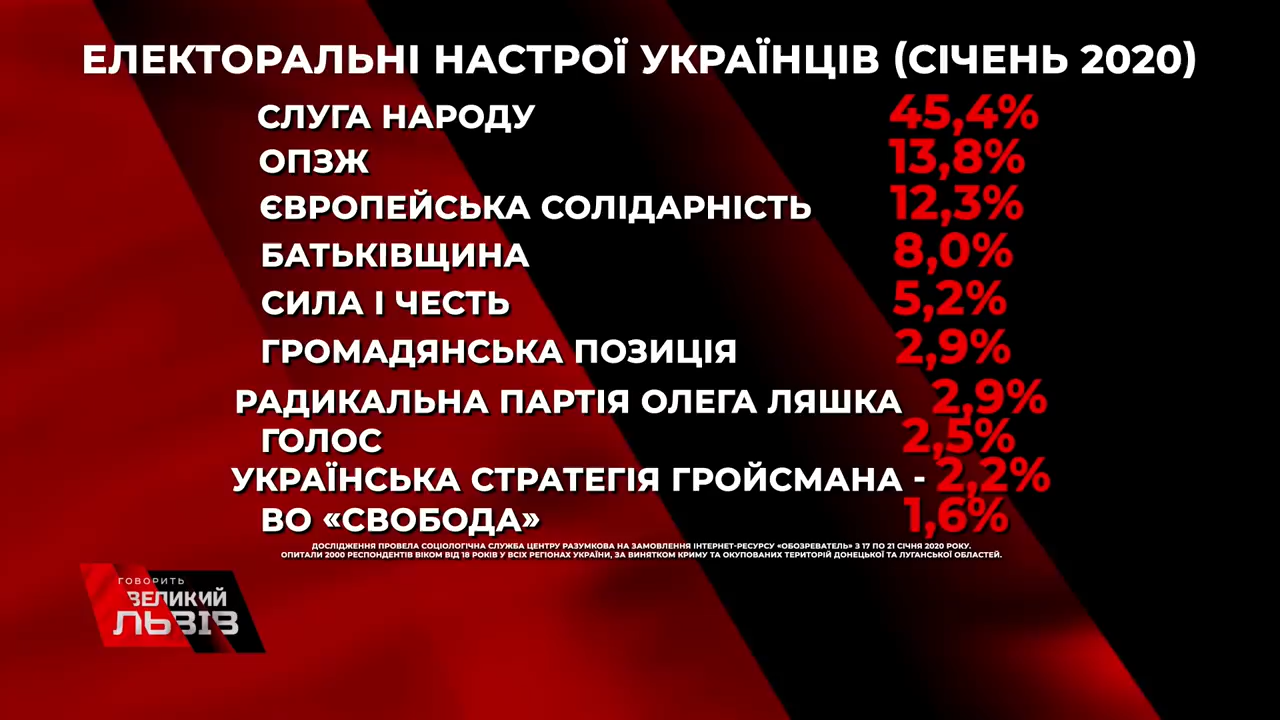 ЕЛЕКТОРАЛЬНІ НАСТРОЇ УКРАЇНЦІВ (СІЧЕНЬ 2020)
СЛУГА НАРОДУ 45,4%
ОПЗЖ 13,8%
ЄВРОПЕЙСЬКА СОЛІДАРНІСТЬ 12,3%
БАТЬКІВЩИНА 8,0%
СИЛА І ЧЕСТЬ 5,2%
ГРОМАДЯНСЬКА ПОЗИЦІЯ 2,9%
РАДИКАЛЬНА ПАРТІЯ ОЛЕГА ЛЯШКА 2,9%
ГОЛОС 2,5%
УКРАЇНСЬКА СТРАТЕГІЯ ГРОЙСМАНА - 2,2%
ВО «СВОБОДА» 1,6%
ДОСЛІДЖЕННЯ ПРОВЕЛА СОЦІОЛОГІЧНА СЛУЖБА ЦЕНТРУ РАЗУМКОВА НА ЗАМОВЛЕННЯ ІНТЕРНЕТ-РЕСУРСУ «ОБОЗРЕВАТЕЛЬ» З 17 ПО 21 СІЧНЯ 2020 РОКУ.
ОПИТАЛИ 2000 РЕСПОНДЕНТІВ ВІКОМ ВІД 18 РОКІВ У ВСІХ РЕГІОНАХ УКРАЇНИ, ЗА ВИНЯТКОМ КРИМУ ТА ОКУПОВАНИХ ТЕРИТОРІЙ ДОНЕЦЬКОЇ ТА ЛУГАНСЬКОЇ ОБЛАСТЕЙ.
ГОВОРИТЬ
ВЕЛИКИЙ
ЛЬВІВ